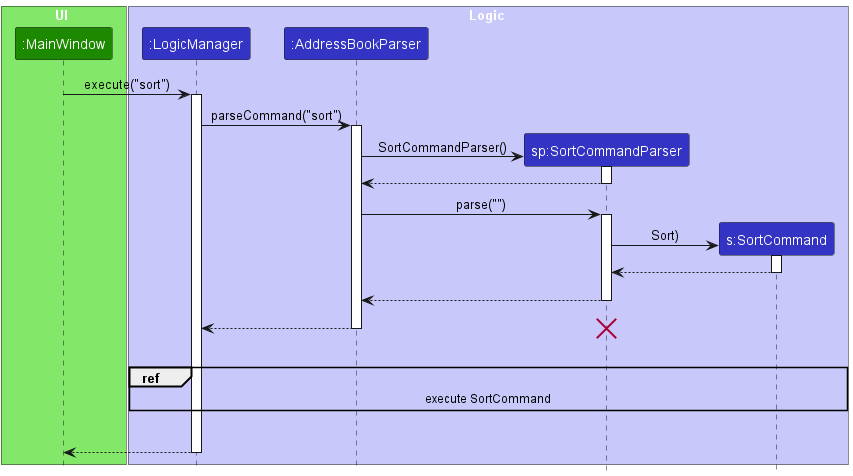 UI
Logic
:MainWindow
:LogicManager
:AddressBookParser
execute("sort")
parseCommand("sort")
SortCommandParser()
sp:SortCommandParser
parse("")
Sort)
s:SortCommand
ref
execute SortCommand